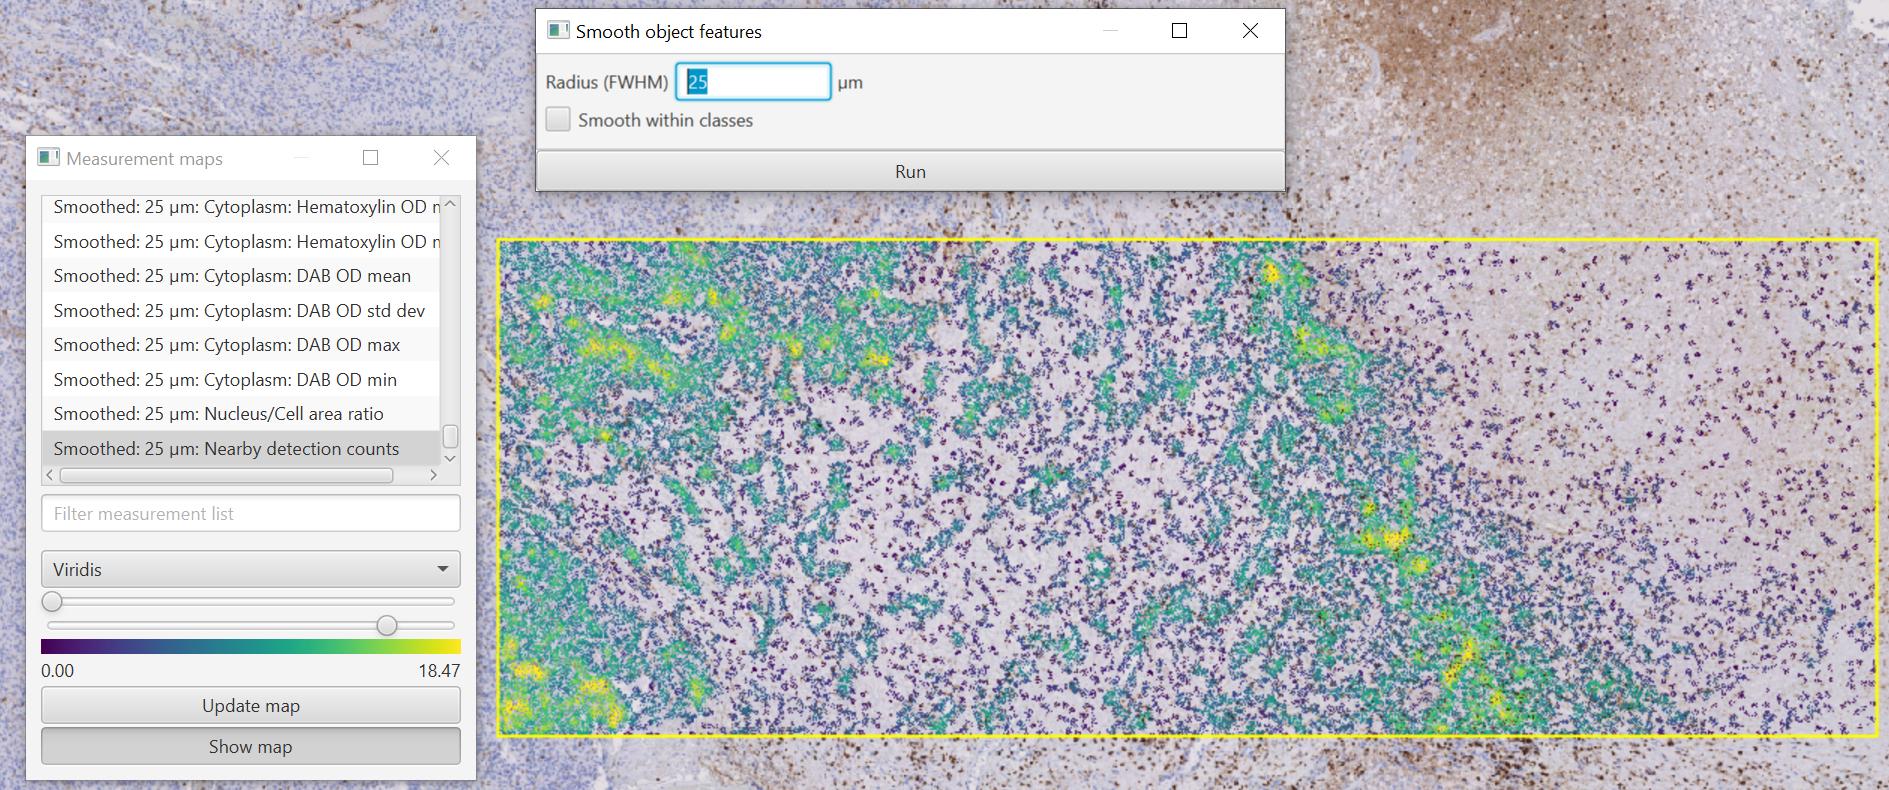 Smooth object features
Radius (FWHM) 25 µm
Smooth within classes
Run
Measurement maps
Smoothed: 25 µm: Cytoplasm: Hematoxylin OD
Smoothed: 25 µm: Cytoplasm: Hematoxylin OD
Smoothed: 25 µm: Cytoplasm: DAB OD mean
Smoothed: 25 µm: Cytoplasm: DAB OD std dev
Smoothed: 25 µm: Cytoplasm: DAB OD max
Smoothed: 25 µm: Cytoplasm: DAB OD min
Smoothed: 25 µm: Nucleus/Cell area ratio
Smoothed: 25 µm: Nearby detection counts
Filter measurement list
Viridis
0.00 18.47
Update map
Show map